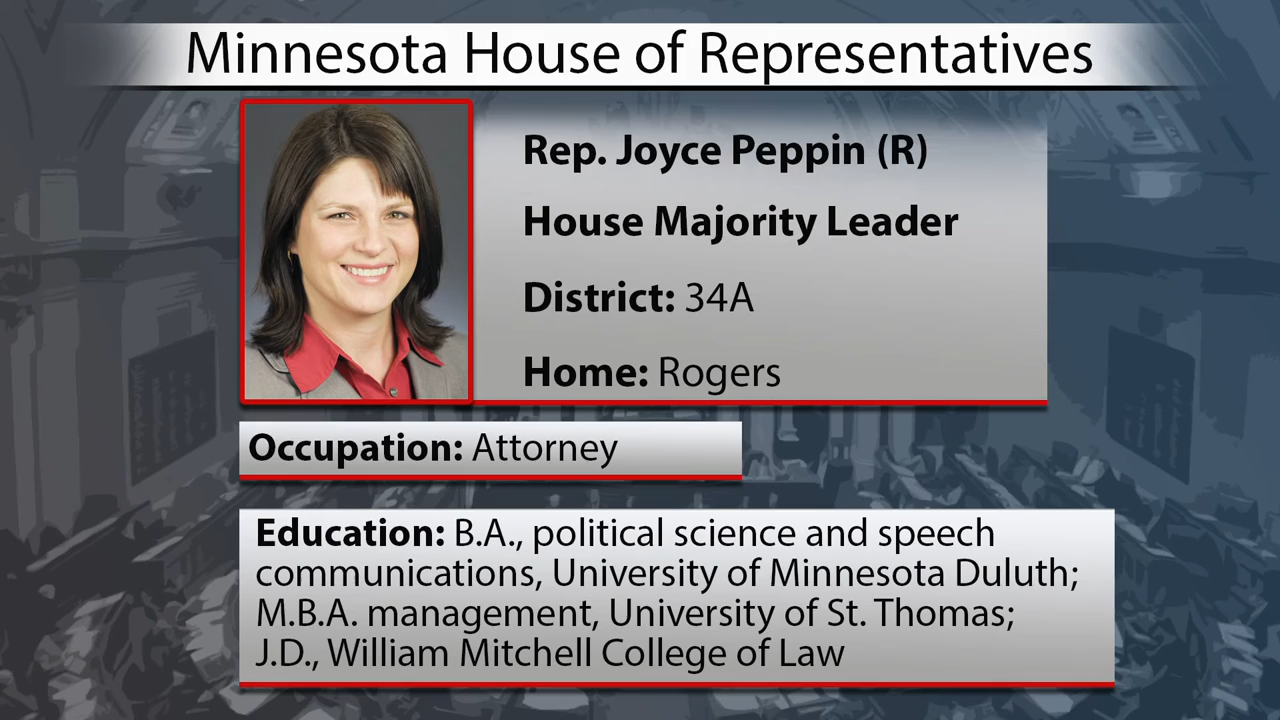 Minnesota House of Representatives
Rep. Joyce Peppin (R)
House Majority Leader
District: 34A
Home: Rogers
Occupation: Attorney
Education: B.A., political science and speech
communications, University of Minnesota Duluth;
M.B.A. management, University of St. Thomas;
J.D., William Mitchell College of Law